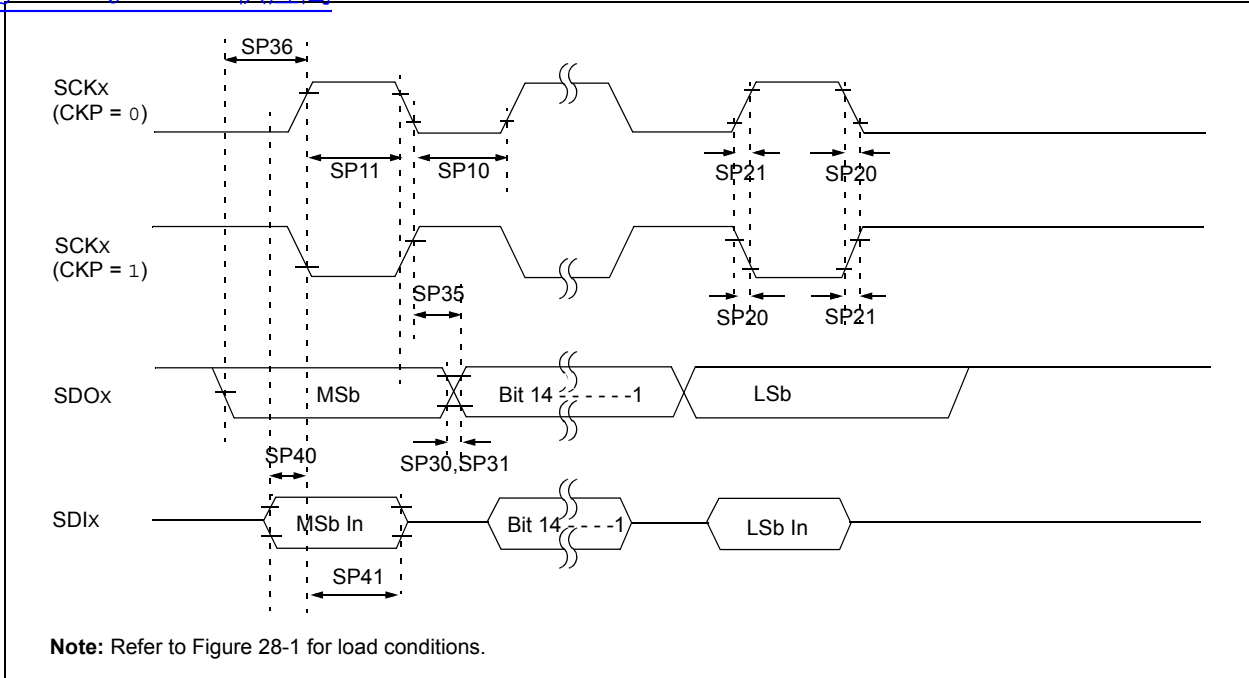 SP36
SCKx
(CKP = 0)
SP11
SP10
SP21
SP20
SCKx
(CKP = 1)
SP35
SP20
SP21
SDOx
MSb
Bit 14 - - - - - -1
LSb
SP40
SP30,SP31
SDIx
MSb In
Bit 14 - - - -1
LSb In
SP41
Note: Refer to Figure 28-1 for load conditions.